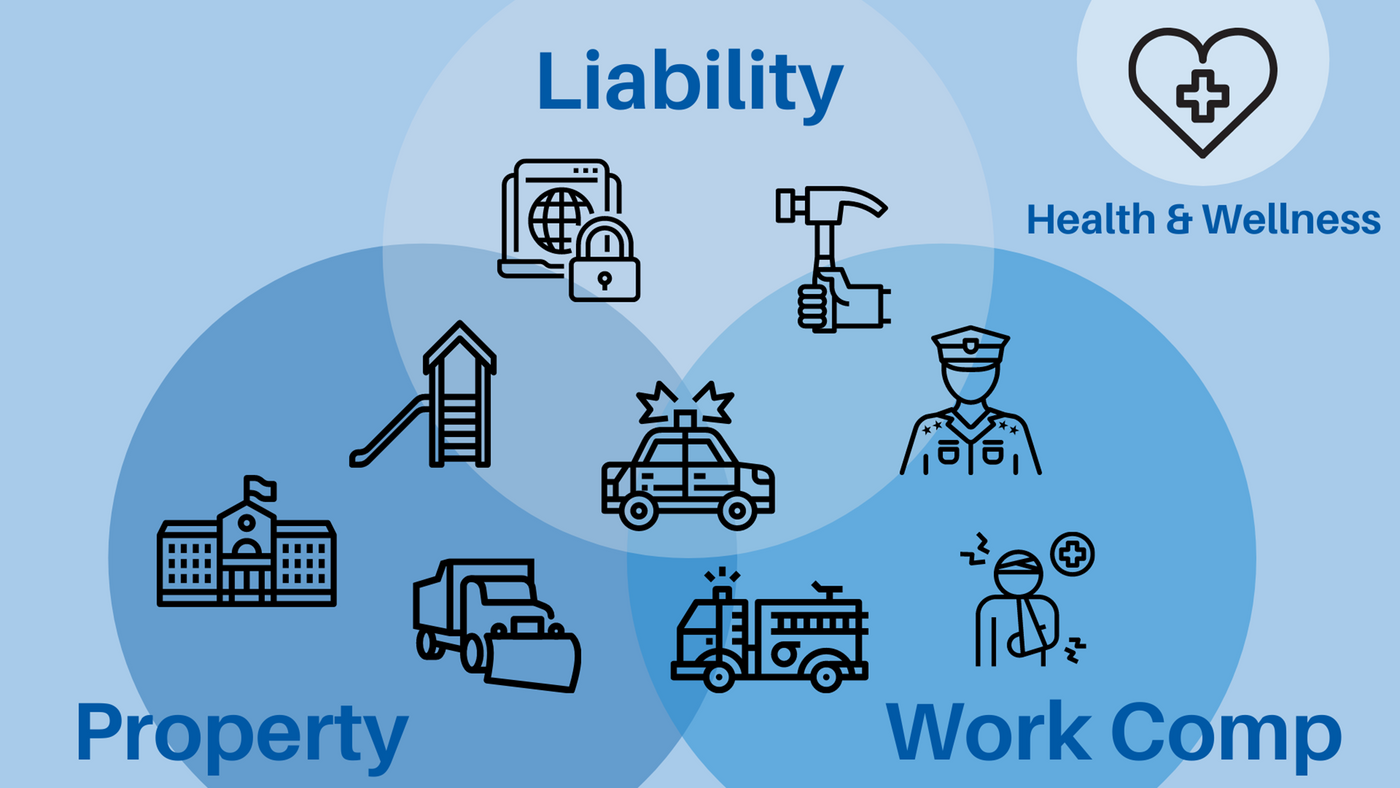 Liability
Health & Wellness
Property
Work Comp